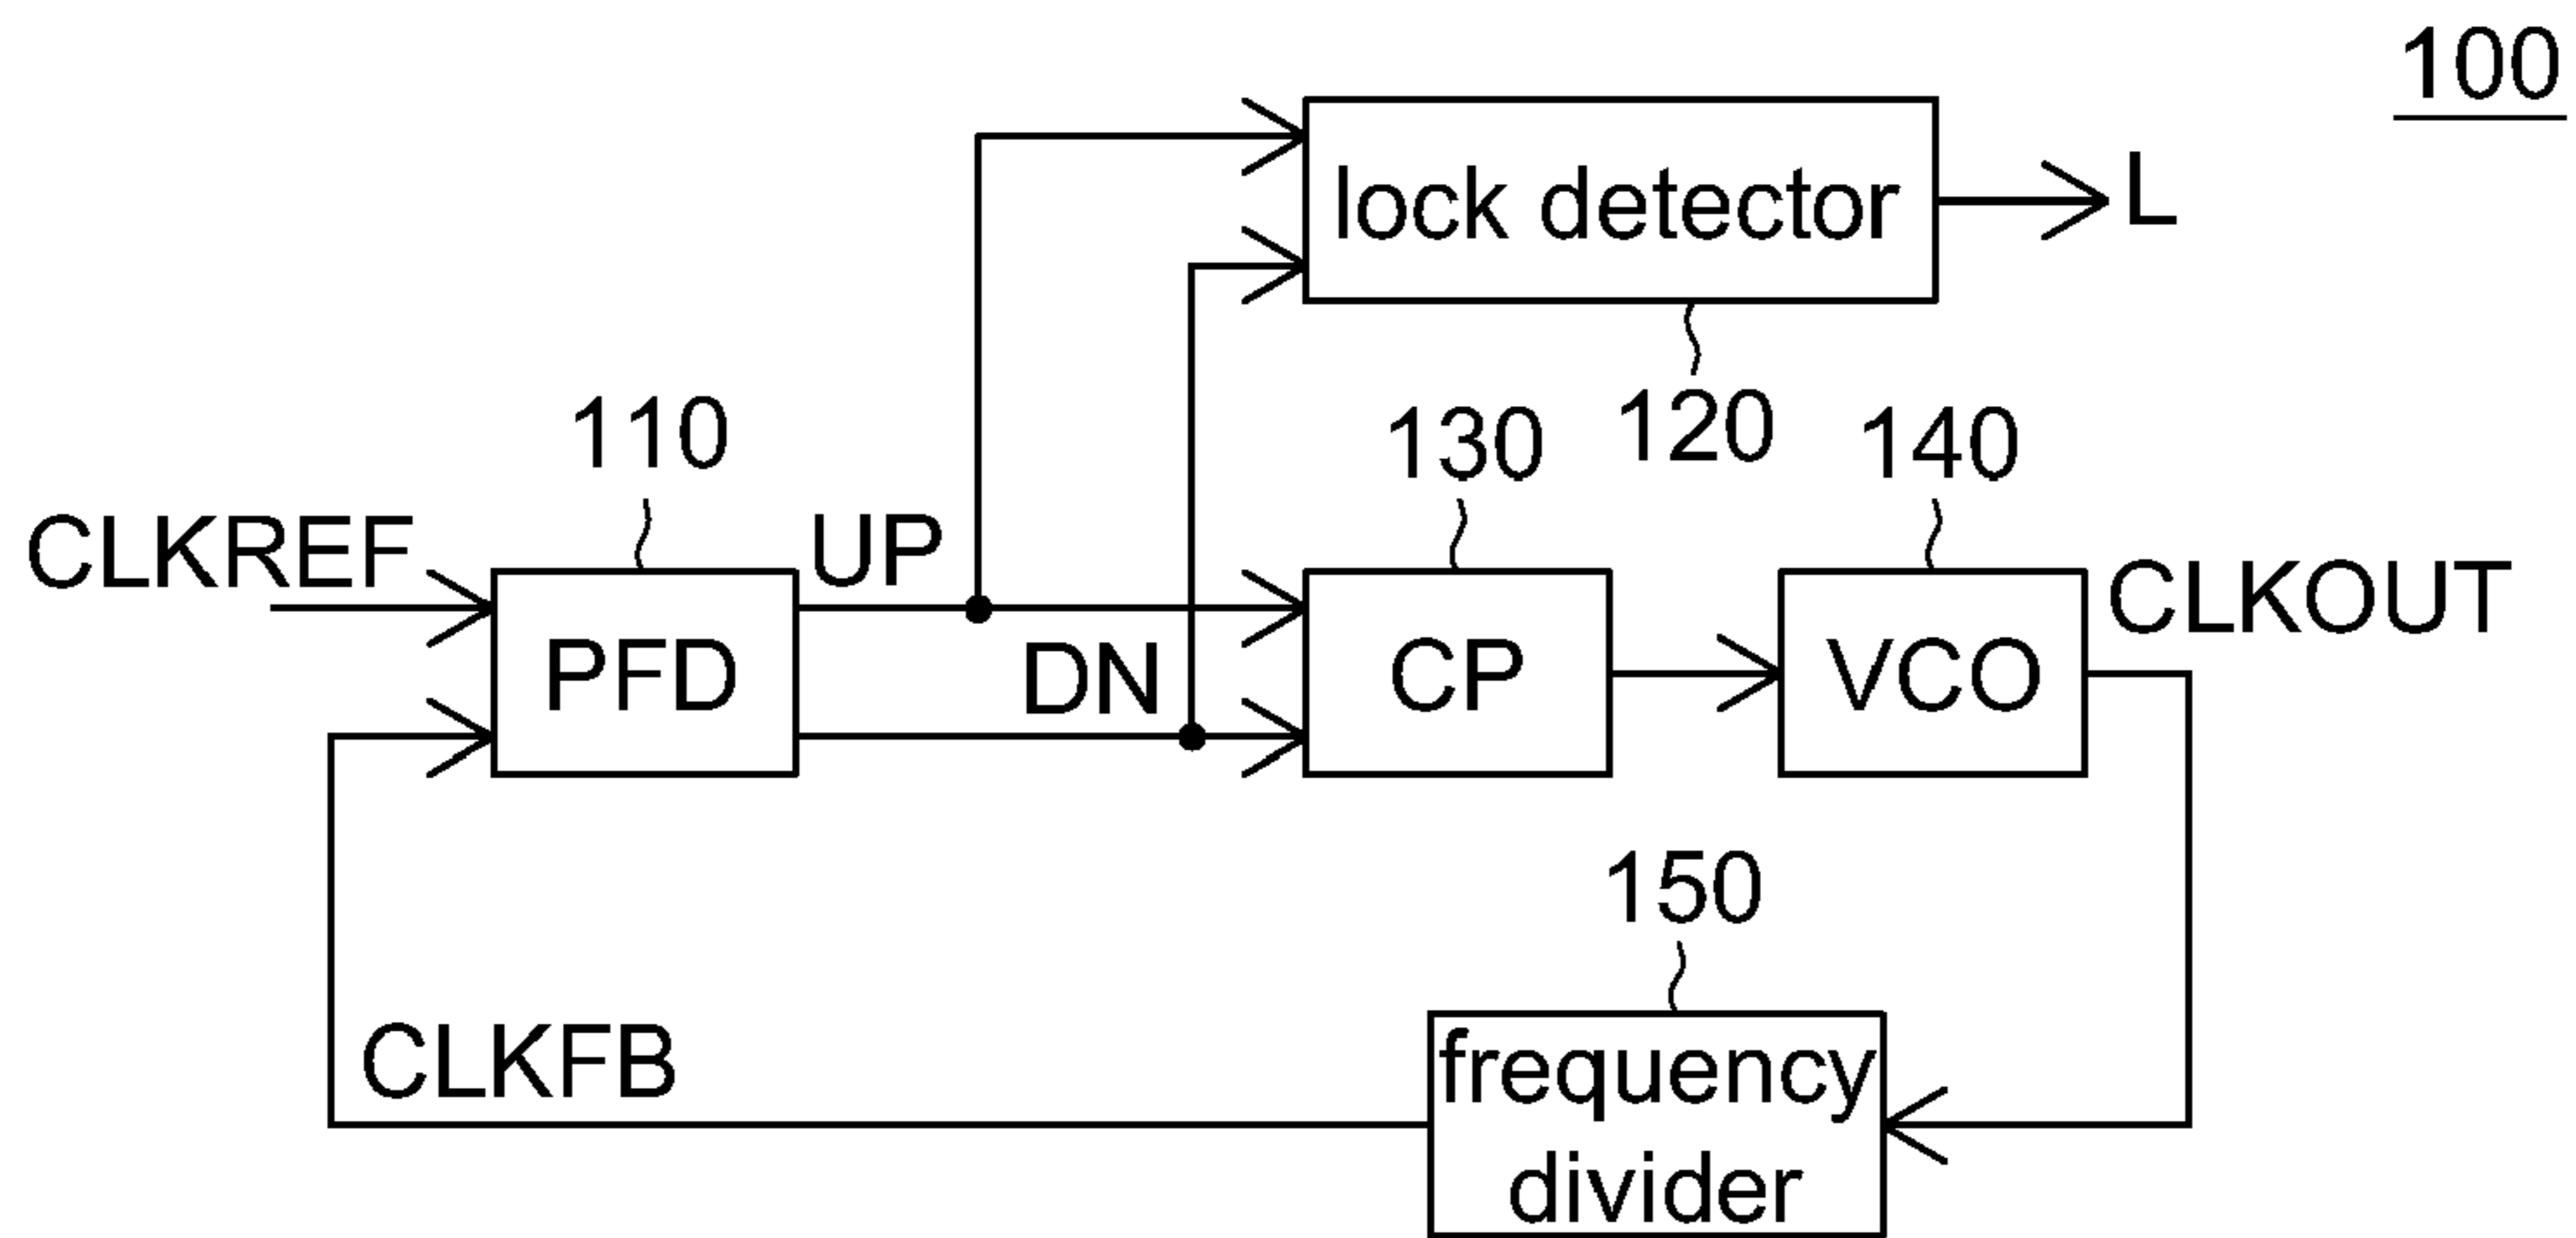 100
lock detector
L
120
110
130
140
CLKREF
UP
CLKOUT
PFD
DN
CP
VCO
150
CLKFB
frequency
divider